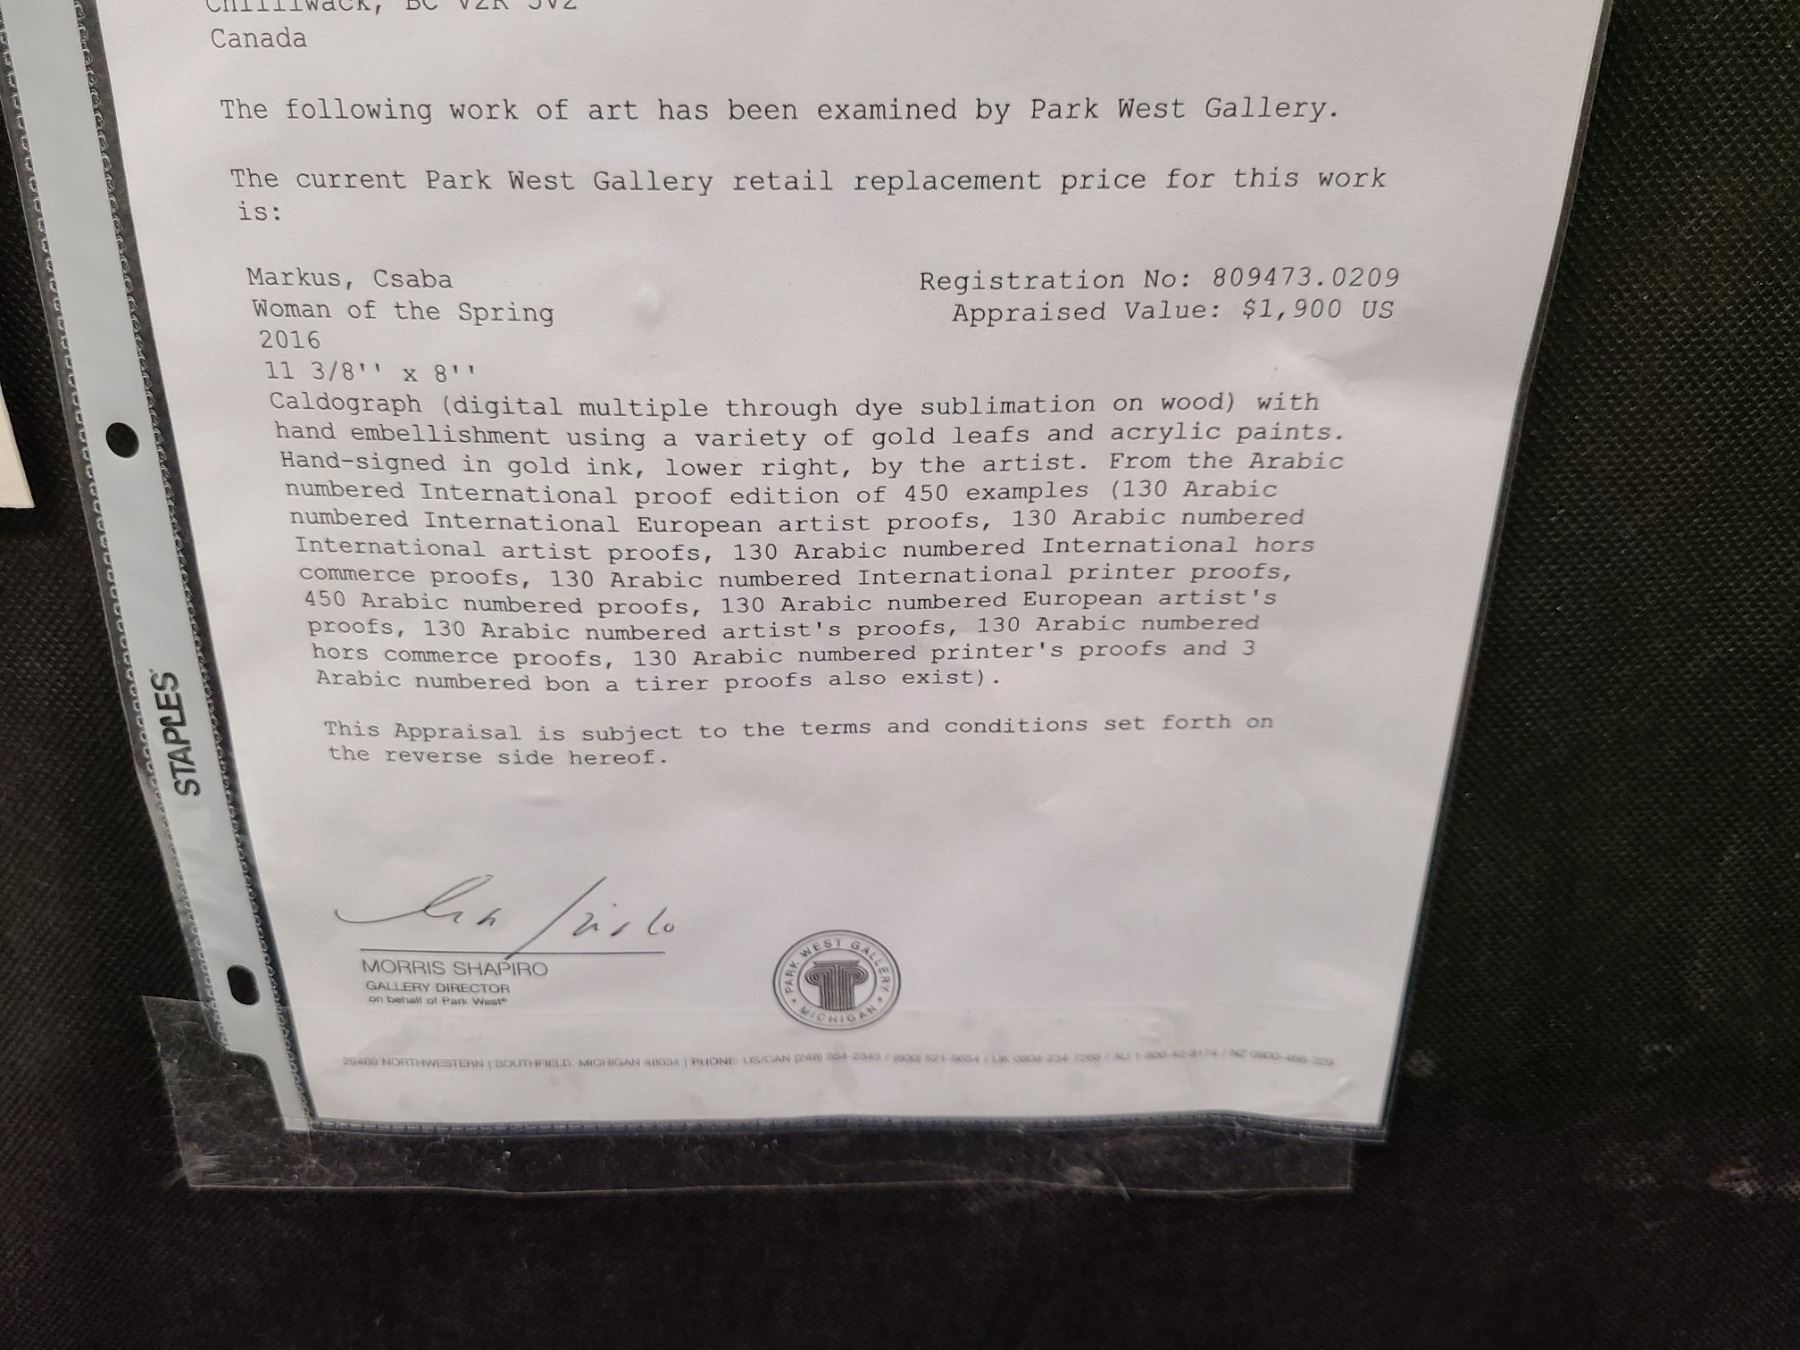 Canada
The following work of art has been examined by Park West Gallery.
The current Park West Gallery retail replacement price for this work
is:
Markus, Csaba
Registration No: 809473.0209
Woman of the Spring
Appraised Value: $1,900 US
2016
11 3/8'' x 8''
Caldograph (digital multiple through dye sublimation on wood) with
hand embellishment using a variety of gold leafs and acrylic paints.
Hand-signed in gold ink, lower right, by the artist. From the Arabic
numbered International proof edition of 450 examples (130 Arabic
numbered International European artist proofs, 130 Arabic numbered
International artist proofs, 130 Arabic numbered International hors
commerce proofs, 130 Arabic numbered International printer proofs,
450 Arabic numbered proofs, 130 Arabic numbered European artist's
proofs, 130 Arabic numbered artist's proofs, 130 Arabic numbered
hors commerce proofs, 130 Arabic numbered printer's proofs and 3
Arabic numbered bon a tirer proofs also exist).
This Appraisal is subject to the terms and conditions set forth on
the reverse side hereof.
MORRIS SHAPIRO
GALLERY DIRECTOR
on behalf of Park West®
PARK WEST GALLERY • MICHIGAN •
29469 NORTHWESTERN | SOUTHFIELD, MICHIGAN 48034 | PHONE: US/CAN
STAPLES